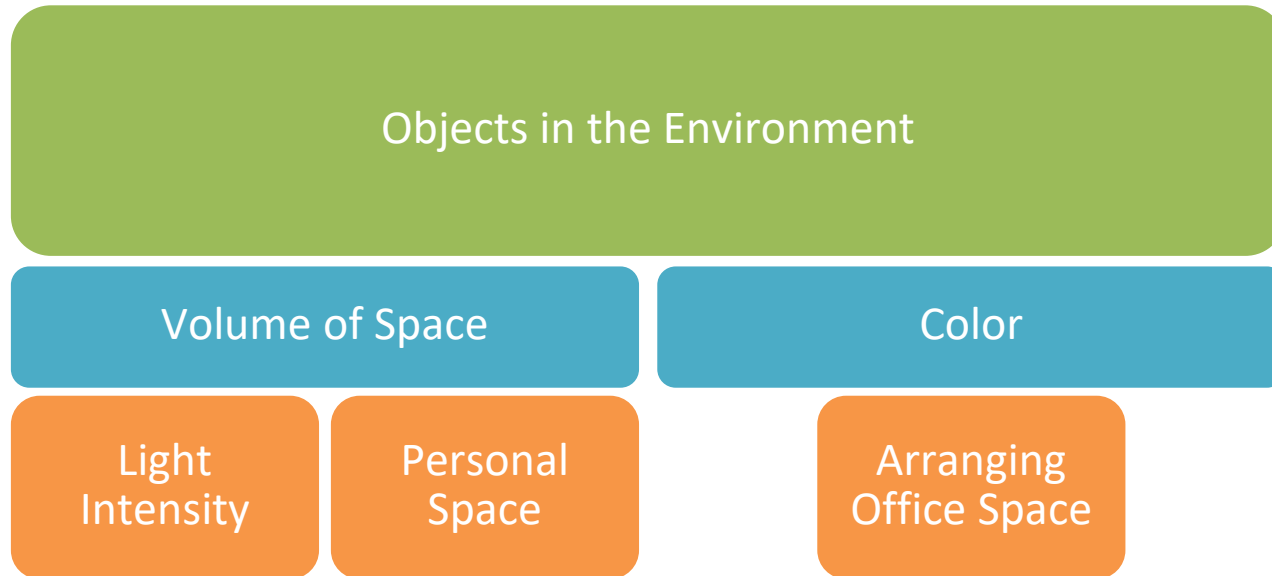 Objects in the Environment
Volume of Space
Color
Light
Intensity
Personal
Space
Arranging
Office Space